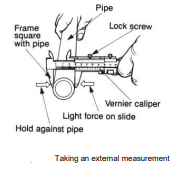 Pipe
Frame
square
with pipe
Lock screw
Vernier caliper
Light force on slide
Hold against pipe
Taking an external measurement